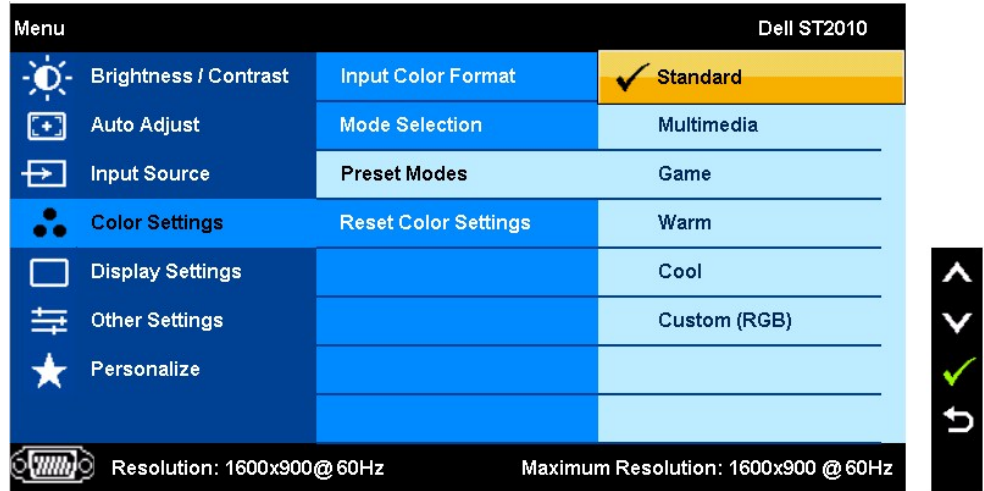 Menu Dell ST2010
Brightness / Contrast Input Color Format Standard
Auto Adjust Mode Selection Multimedia
Input Source Preset Modes Game
Color Settings Reset Color Settings Warm
Display Settings Cool
Other Settings Custom (RGB)
Personalize
Resolution: 1600x900@60Hz Maximum Resolution: 1600x900 @60Hz